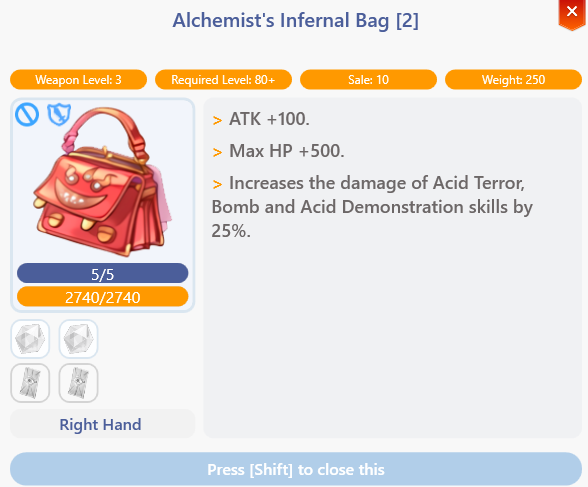 Alchemist's Infernal Bag [2]
Weapon Level: 3
Required Level: 80+
Sale: 10
Weight: 250
> ATK +100.
> Max HP +500.
> Increases the damage of Acid Terror,
Bomb and Acid Demonstration skills by
25%.
5/5
2740/2740
Right Hand
Press [Shift] to close this